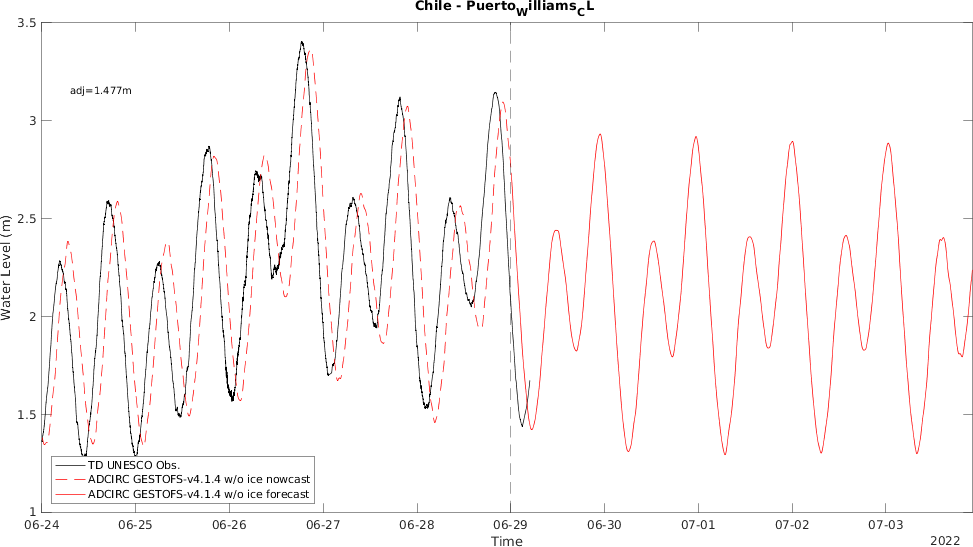 Chile - Puerto_Williams_CL
3.5
adj=1.477m
3
2.5
Water Level (m)
2
1.5
TD UNESCO Obs.
ADCIRC GESTOFS-v4.1.4 w/o ice nowcast
ADCIRC GESTOFS-v4.1.4 w/o ice forecast
1
06-24 06-25 06-26 06-27 06-28 06-29 06-30 07-01 07-02 07-03
Time
2022